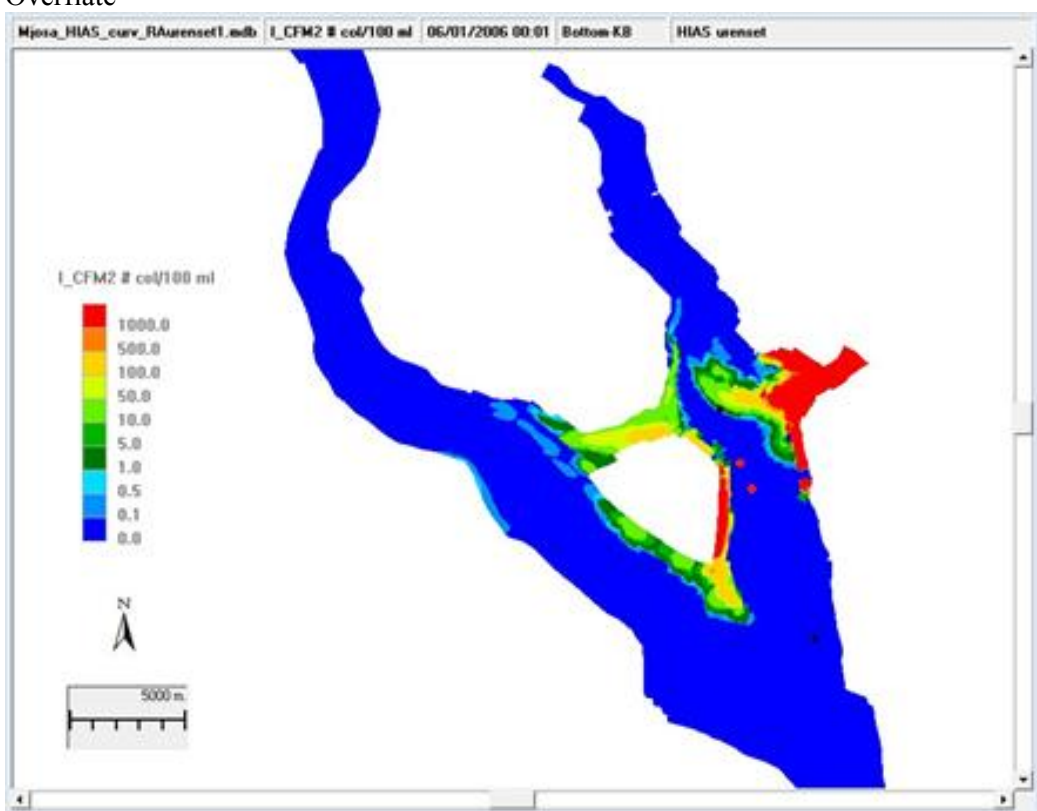 Overflate
Mjosa_HIAS_curv_RAurenset1.mdb I_CFM2 # col/100 ml 06/01/2006 00:01 Bottom-KB HIAS urenset
I_CFM2 # col/100 ml
1000.0
500.0
100.0
50.0
10.0
5.0
1.0
0.5
0.1
0.0
N
5000 m.